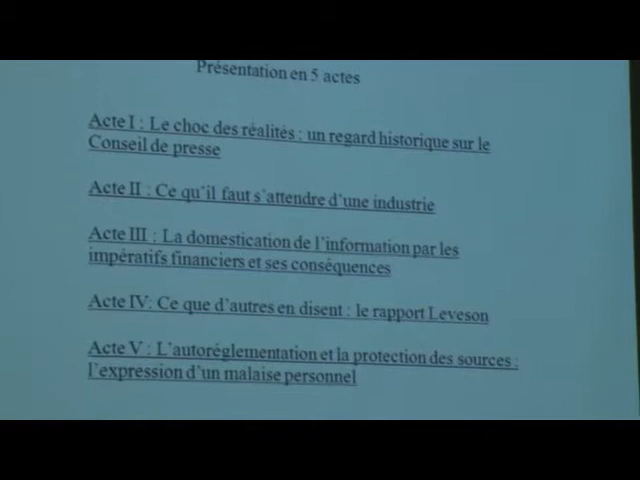 Présentation en 5 actes
Acte I : Le choc des réalités : un regard historique sur le
Conseil de presse
Acte II : Ce qu'il faut s'attendre d'une industrie
Acte III : La domestication de l'information par les
impératifs financiers et ses conséquences
Acte IV: Ce que d'autres en disent : le rapport Leveson
Acte V : L'autoréglementation et la protection des sources :
l'expression d'un malaise personnel